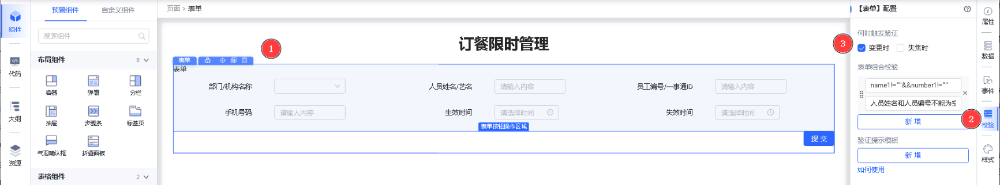 组件
代码
大纲
资源
预置组件
自定义组件
搜索组件
布局组件 8
容器
弹窗
分栏
抽屉
步骤条
标签页
气泡确认框
折叠面板
表格组件 2
页面 > 表单
订餐限时管理
1
表单
表单
部门/机构名称
人员姓名/艺名 请输入内容
员工编号/一事通ID 请输入内容
手机号码 请输入内容
生效时间 请选择时间
失效时间 请选择时间
表单按钮操作区域
提 交
【表单】配置
何时触发验证
3
变更时
失焦时
表单组合校验
name1!=""&&number1!=""
人员姓名和人员编号不能为空
新 增
验证提示模板
新 增
如何使用
属性
数据
事件
2
校验
样式